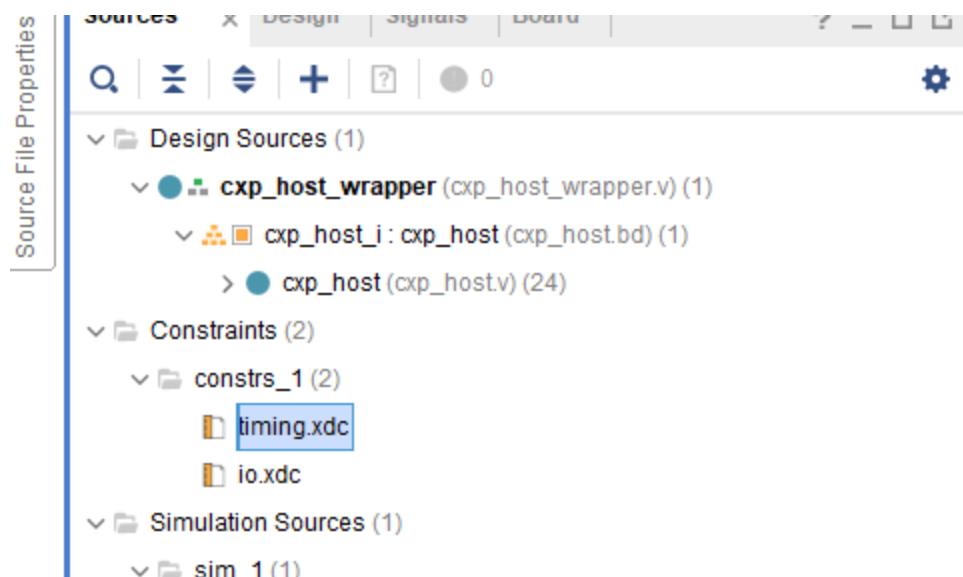 Source File Properties
Sources × Design Signals Board ? _
? 0
Design Sources (1)
cxp_host_wrapper (cxp_host_wrapper.v) (1)
cxp_host_i : cxp_host (cxp_host.bd) (1)
cxp_host (cxp_host.v) (24)
Constraints (2)
constrs_1 (2)
timing.xdc
io.xdc
Simulation Sources (1)
sim_1 (1)